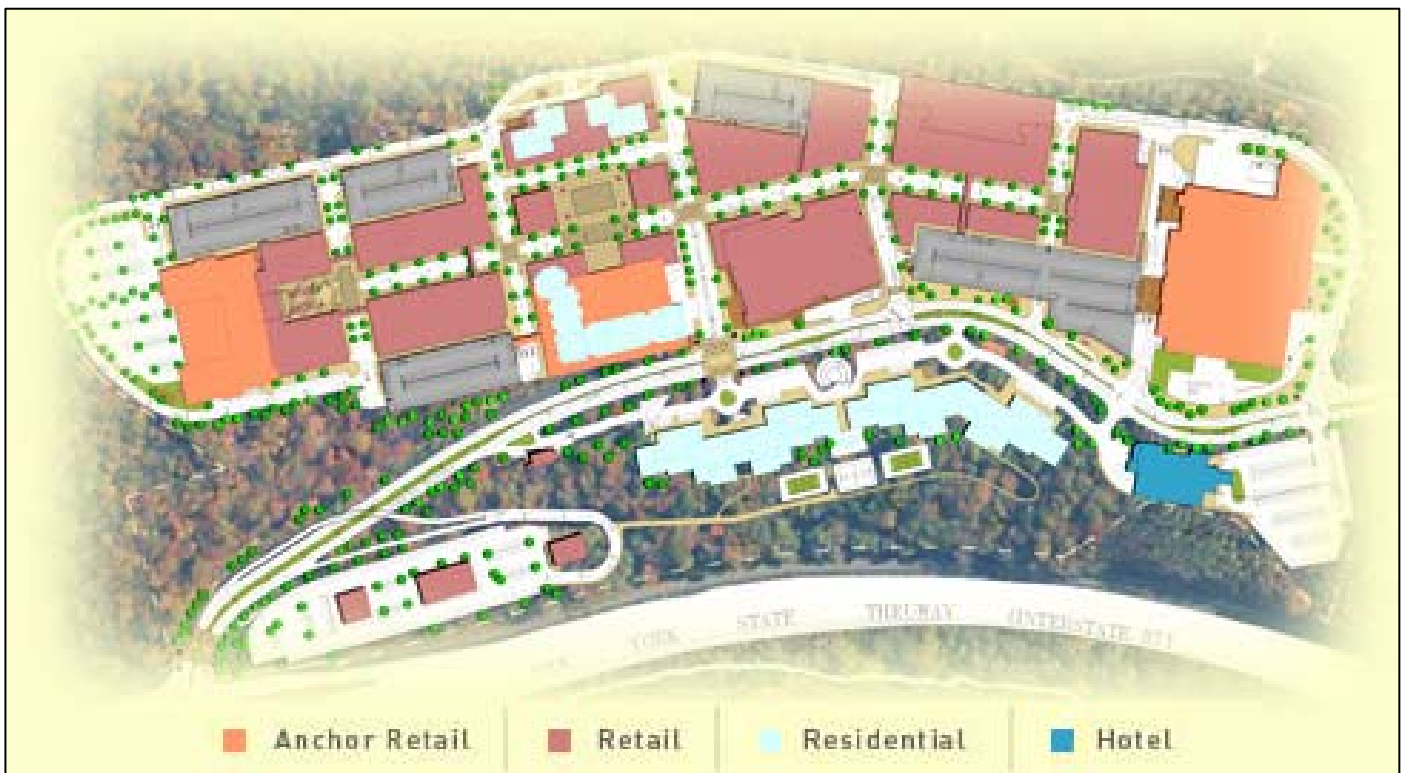 YORK STATE THRUWAY (INTERSTATE 87)
Anchor Retail
Retail
Residential
Hotel